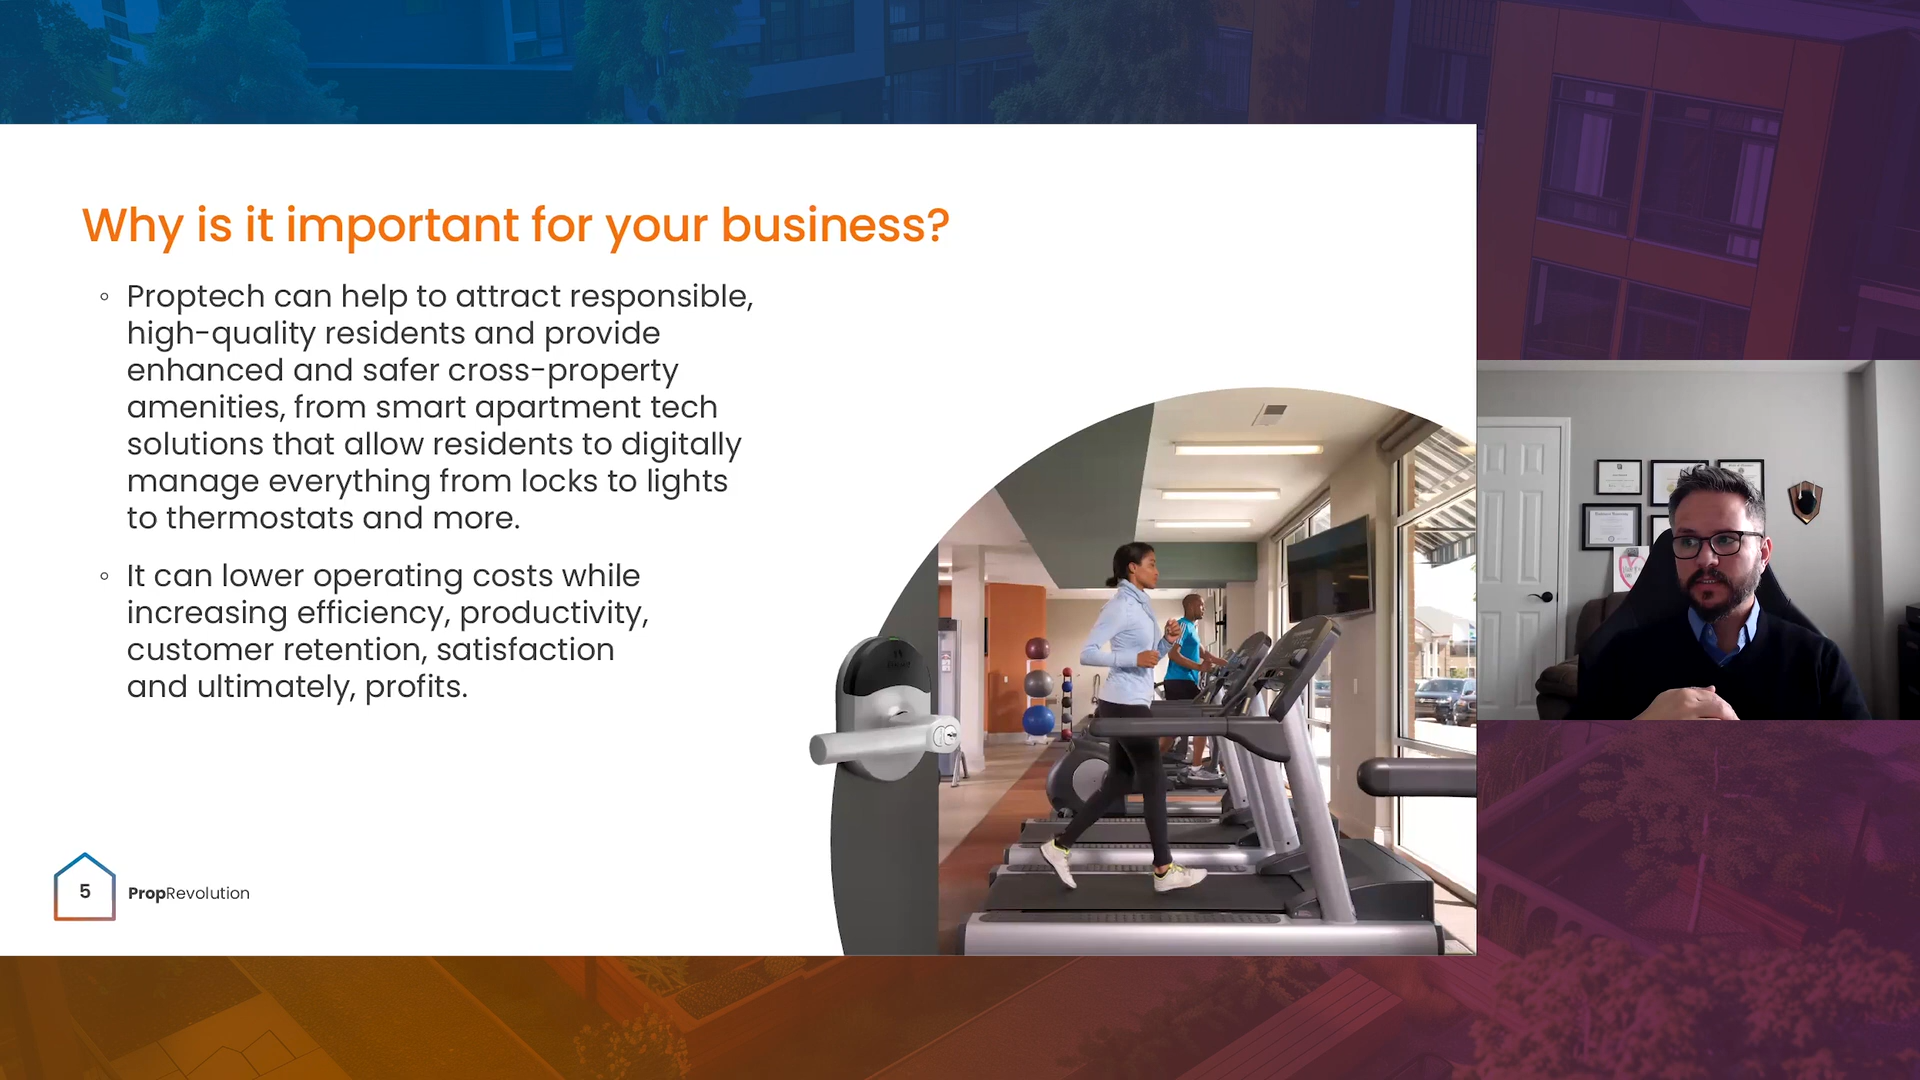 Why is it important for your business?
Proptech can help to attract responsible,
high-quality residents and provide
enhanced and safer cross-property
amenities, from smart apartment tech
solutions that allow residents to digitally
manage everything from locks to lights
to thermostats and more.
It can lower operating costs while
increasing efficiency, productivity,
customer retention, satisfaction
and ultimately, profits.
5
PropRevolution